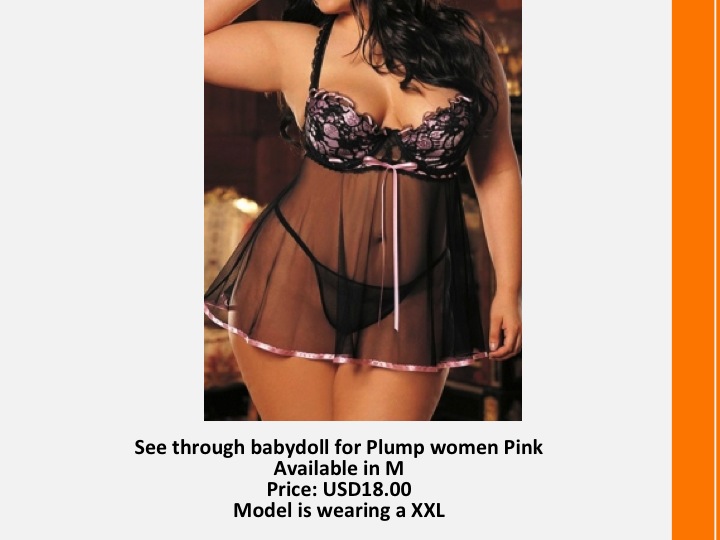 See through babydoll for Plump women Pink
Available in M
Price: USD18.00
Model is wearing a XXL